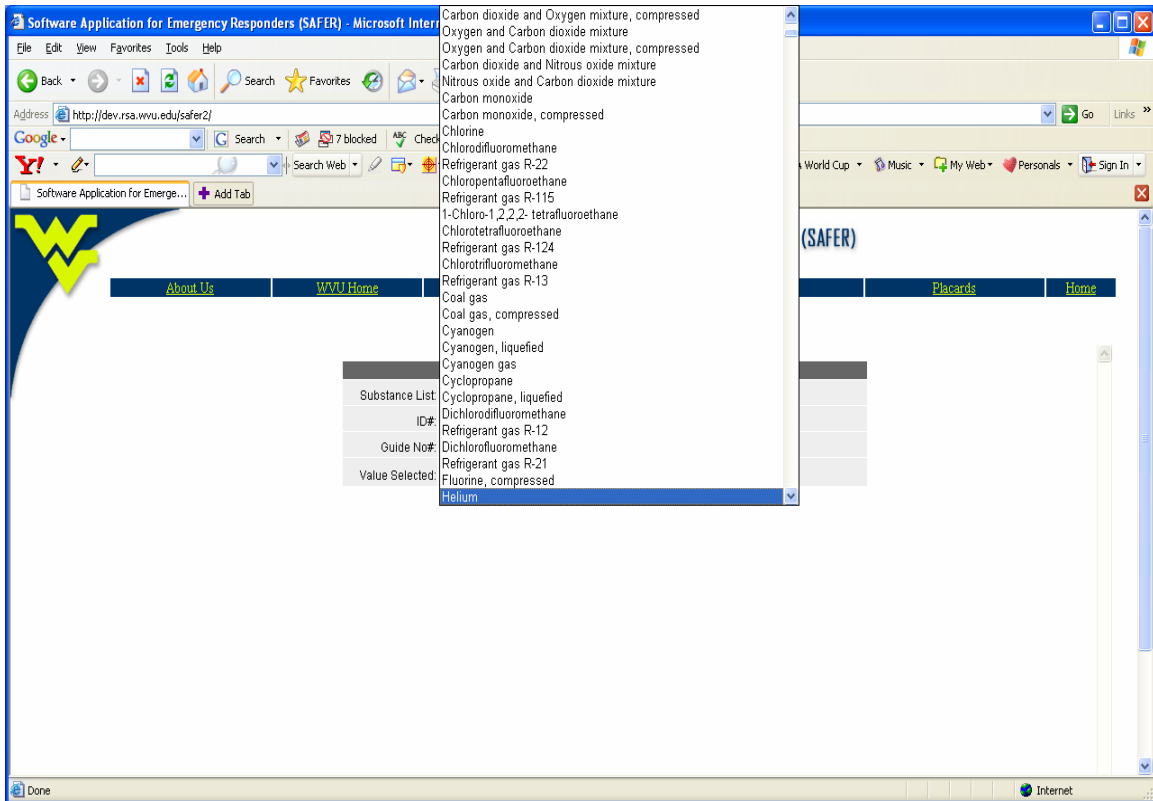 Software Application for Emergency Responders (SAFER) - Microsoft Intern
File Edit View Favorites Tools Help
Back Search Favorites
Address http://dev.rsa.wvu.edu/safer2/ Go Links »
Google Search 7 blocked ABC Check
Y! Search Web World Cup Music My Web Personals Sign In
Software Application for Emerge... Add Tab
(SAFER)
About Us WVU Home Placards Home
Carbon dioxide and Oxygen mixture, compressed
Oxygen and Carbon dioxide mixture
Oxygen and Carbon dioxide mixture, compressed
Carbon dioxide and Nitrous oxide mixture
Nitrous oxide and Carbon dioxide mixture
Carbon monoxide
Carbon monoxide, compressed
Chlorine
Chlorodifluoromethane
Refrigerant gas R-22
Chloropentafluoroethane
Refrigerant gas R-115
1-Chloro-1,2,2,2- tetrafluoroethane
Chlorotetrafluoroethane
Refrigerant gas R-124
Chlorotrifluoromethane
Refrigerant gas R-13
Coal gas
Coal gas, compressed
Cyanogen
Cyanogen, liquefied
Cyanogen gas
Cyclopropane
Cyclopropane, liquefied
Dichlorodifluoromethane
Refrigerant gas R-12
Dichlorofluoromethane
Refrigerant gas R-21
Fluorine, compressed
Helium
Substance List:
ID#:
Guide No#:
Value Selected:
Done Internet